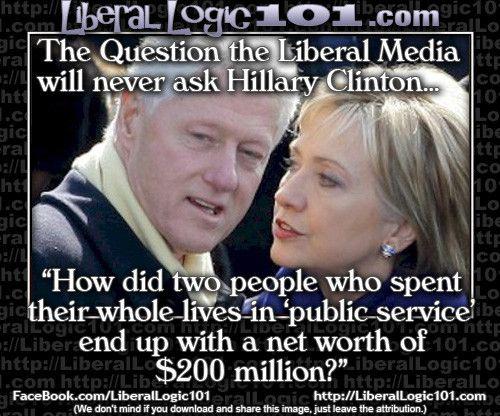 Liberal Logic 101.com
The Question the Liberal Media
will never ask Hillary Clinton...
“How did two people who spent
their whole lives in ‘public service’
end up with a net worth of
$200 million?”
FaceBook.com/LiberalLogic101 http://LiberalLogic101.com
(We don't mind if you download and share this image, just leave the attribution.)